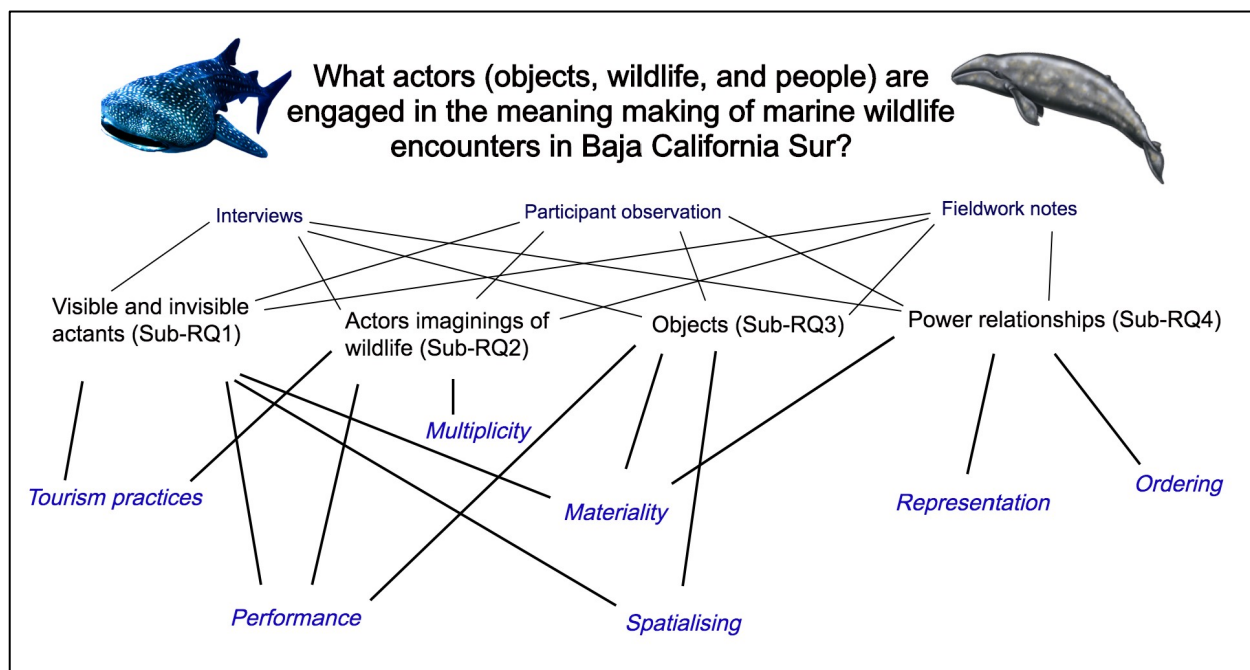 What actors (objects, wildlife, and people) are
engaged in the meaning making of marine wildlife
encounters in Baja California Sur?
Interviews
Participant observation
Fieldwork notes
Visible and invisible
actants (Sub-RQ1)
Actors imaginings of
wildlife (Sub-RQ2)
Objects (Sub-RQ3)
Power relationships (Sub-RQ4)
Multiplicity
Tourism practices
Materiality
Representation
Ordering
Performance
Spatialising